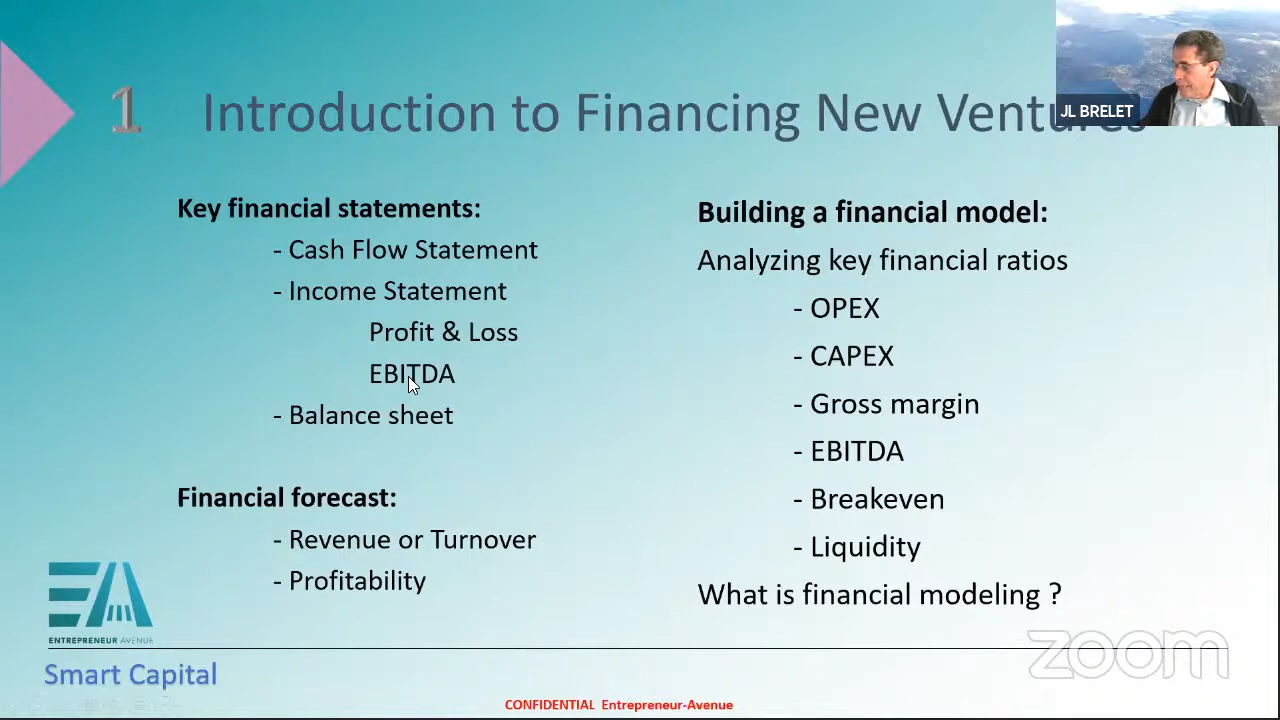 1 Introduction to Financing New Ventures
JL BRELET
Key financial statements:
- Cash Flow Statement
- Income Statement
Profit & Loss
EBITDA
- Balance sheet
Financial forecast:
- Revenue or Turnover
- Profitability
Building a financial model:
Analyzing key financial ratios
- OPEX
- CAPEX
- Gross margin
- EBITDA
- Breakeven
- Liquidity
What is financial modeling ?
EA
ENTREPRENEUR AVENUE
Smart Capital
zoom
CONFIDENTIAL Entrepreneur-Avenue